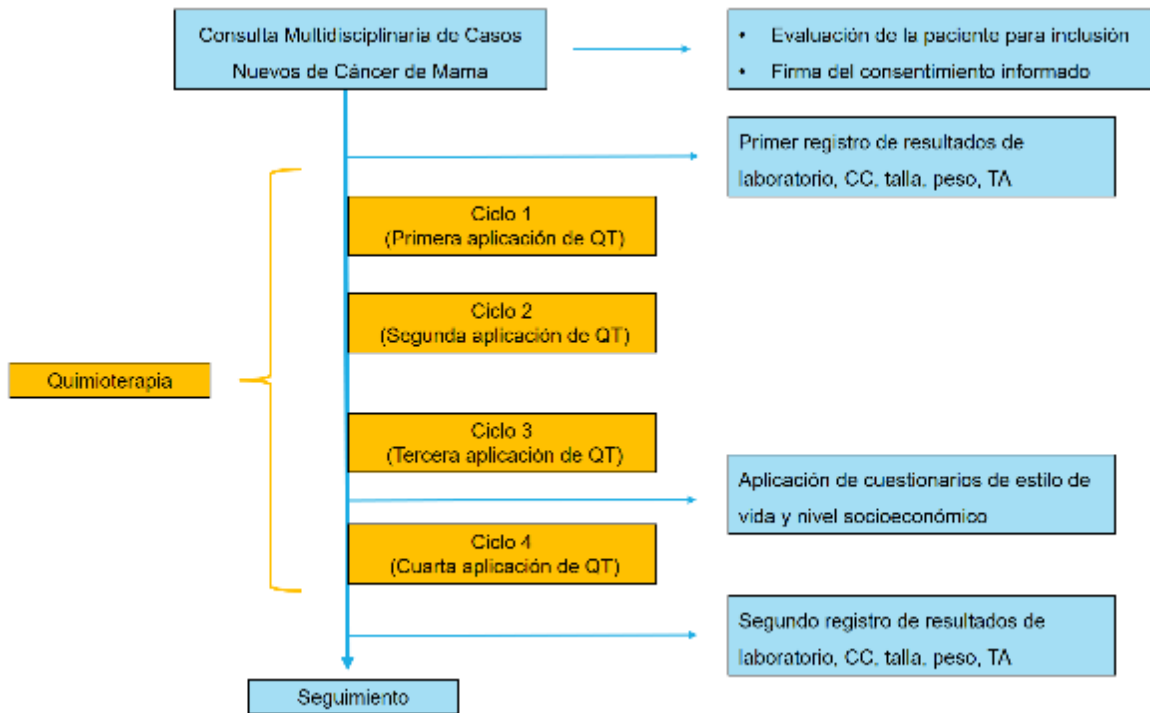 Consulta Multidisciplinaria de Casos
Nuevos de Cáncer de Mama
• Evaluación de la paciente para inclusión
• Firma del consentimiento informado
Primer registro de resultados de
laboratorio, CC, talla, peso, TA
Ciclo 1
(Primera aplicación de QT)
Ciclo 2
(Segunda aplicación de QT)
Quimioterapia
Ciclo 3
(Tercera aplicación de QT)
Aplicación de cuestionarios de estilo de
vida y nivel socioeconómico
Ciclo 4
(Cuarta aplicación de QT)
Segundo registro de resultados de
laboratorio, CC, talla, peso, TA
Seguimiento